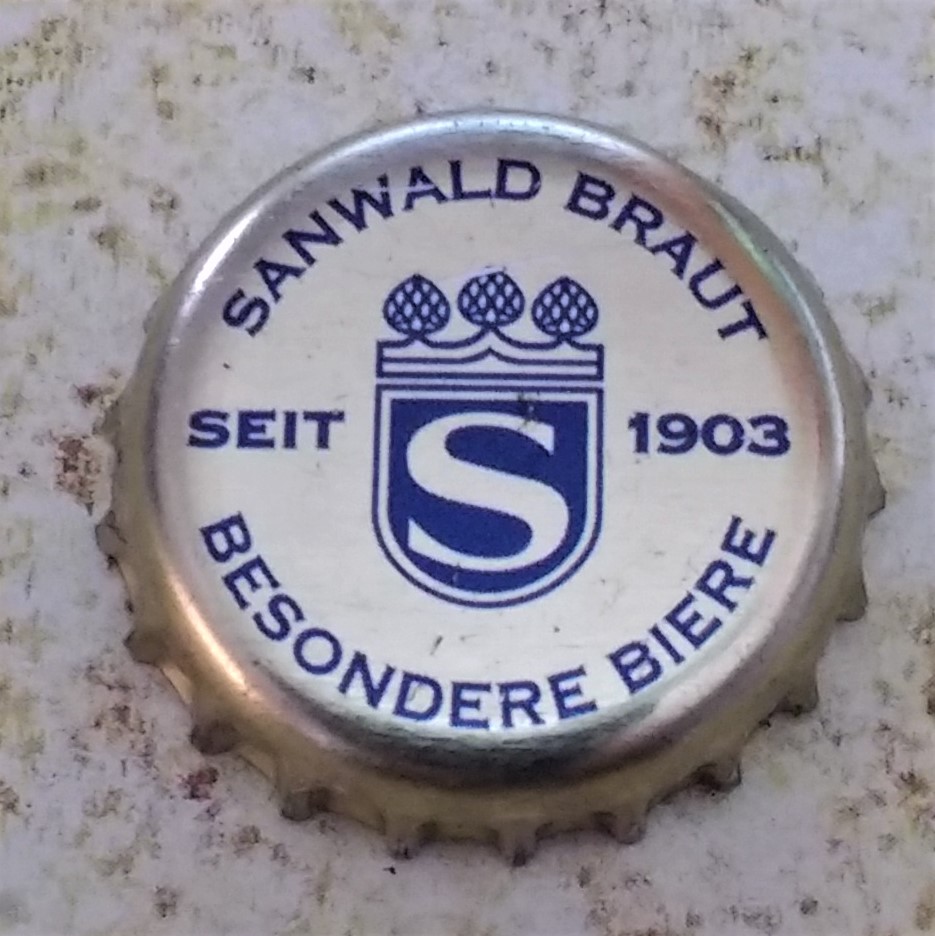 SANWALD BRAUT
SEIT
S
1903
BESONDERE BIERE